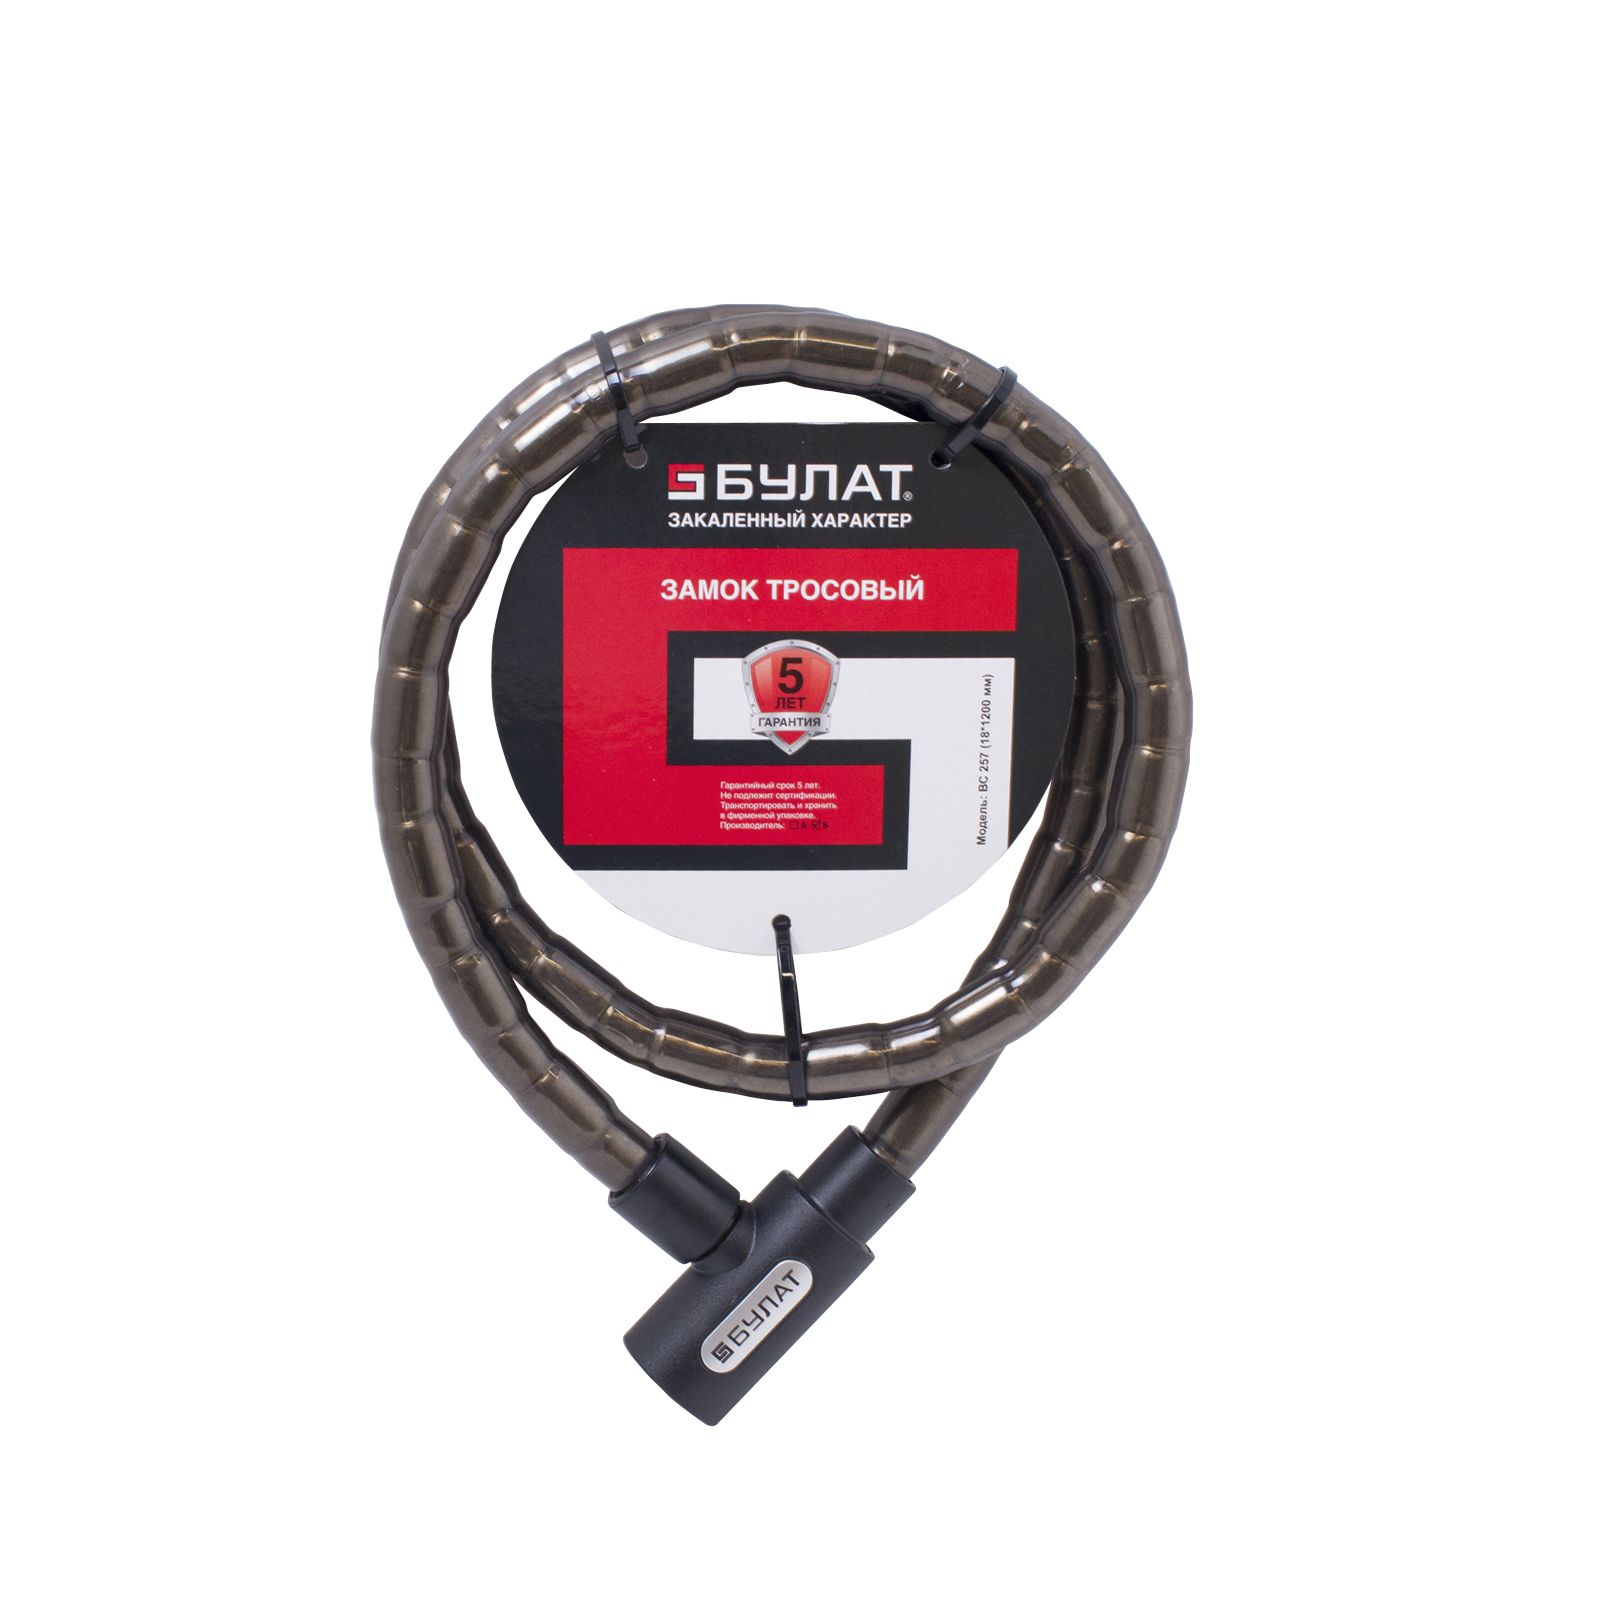 БУЛАТ®
ЗАКАЛЕННЫЙ ХАРАКТЕР
ЗАМОК ТРОСОВЫЙ
5
ЛЕТ
ГАРАНТИЯ
Гарантийный срок 5 лет.
Не подлежит сертификации.
Транспортировать и хранить
в фирменной упаковке.
Производитель: ☐ А ☑ Б
Модель: ВС 257 (18*1200 мм)
БУЛАТ